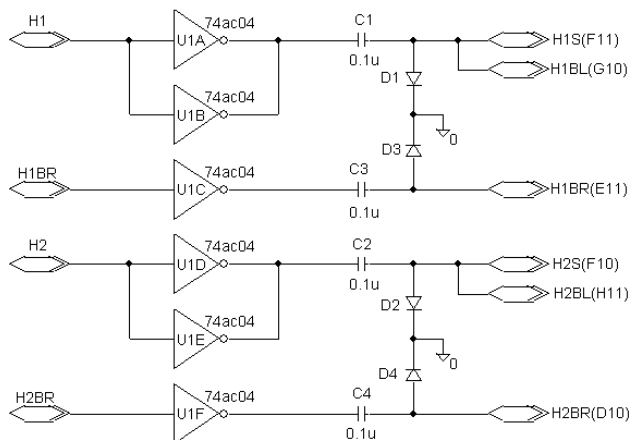 H1
74ac04
U1A
C1
0.1u
H1S(F11)
H1BL(G10)
D1
74ac04
U1B
0
D3
H1BR
74ac04
U1C
C3
0.1u
H1BR(E11)
H2
74ac04
U1D
C2
0.1u
H2S(F10)
H2BL(H11)
D2
74ac04
U1E
0
D4
H2BR
74ac04
U1F
C4
0.1u
H2BR(D10)